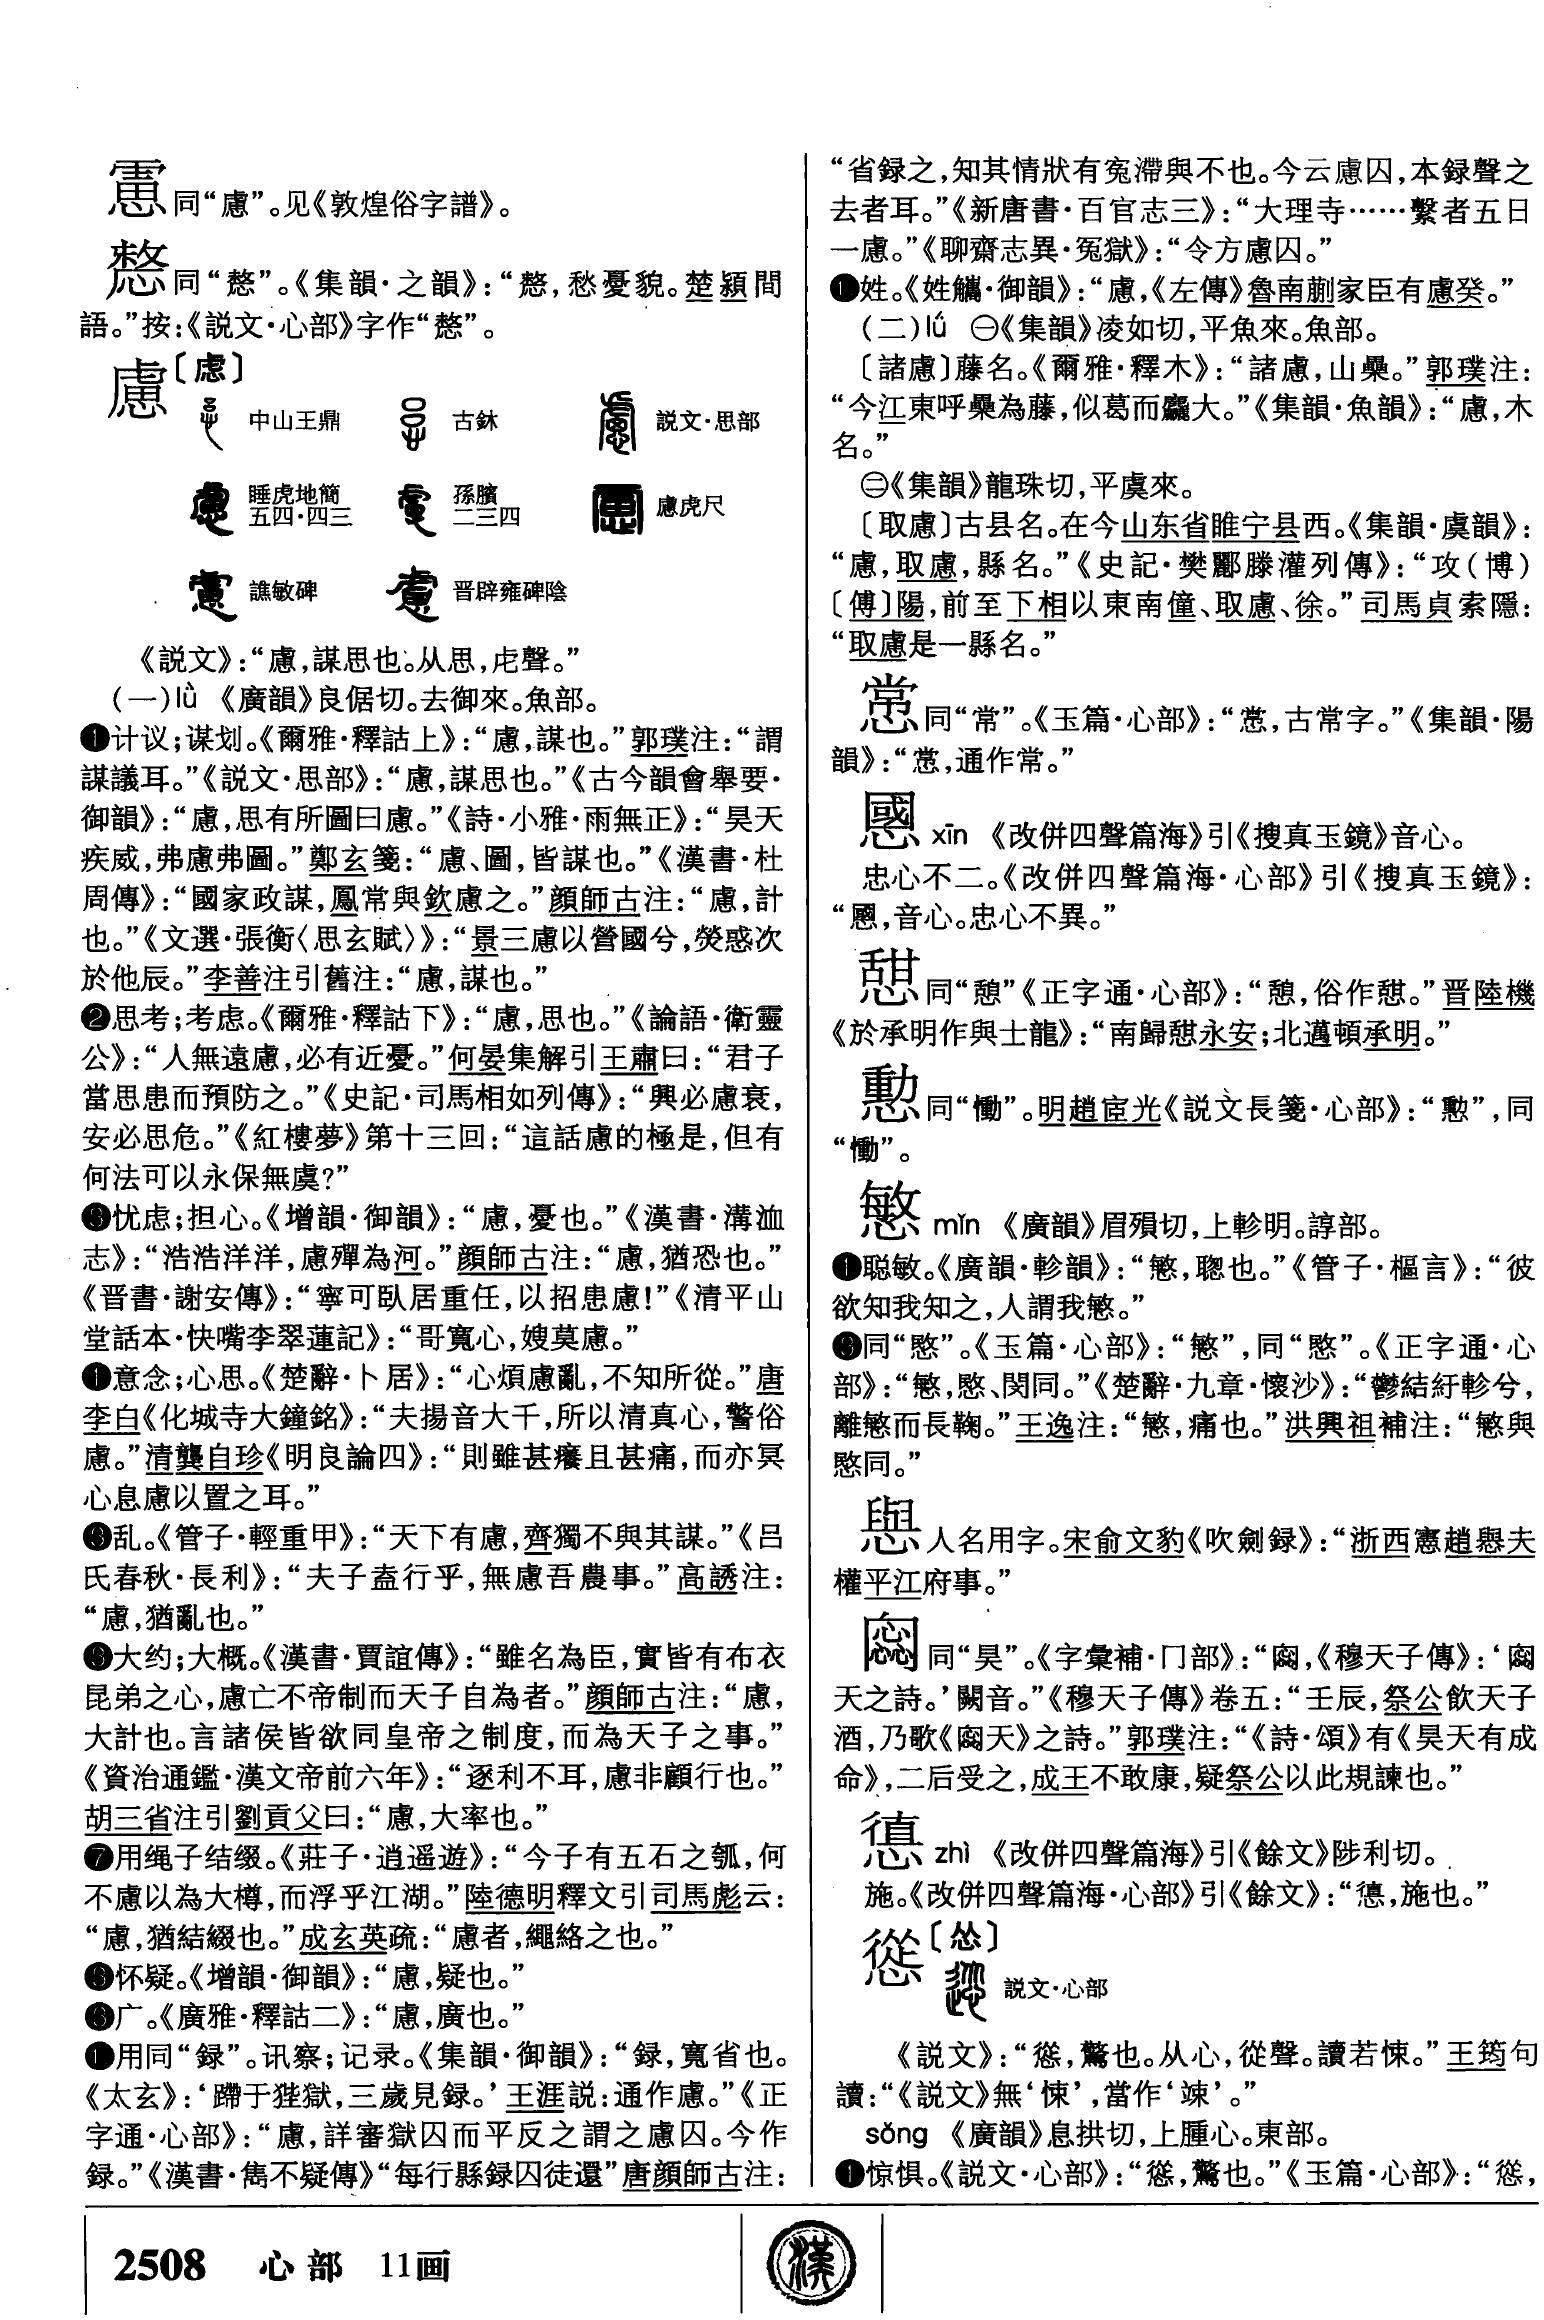 同“慮”。见《敦煌俗字譜》。
同“憗”。《集韻·之韻》：“憗，愁憂貌。楚潁間
語。”按：《説文·心部》字作“憗”。
慮〔虑〕
中山王鼎 古鉢 説文·思部
睡虎地簡五四·四三 孫臏二三四 慮虎尺
譙敏碑 晋辟雍碑陰
《説文》：“慮，謀思也。从思，虍聲。”
(一)lǜ 《廣韻》良倨切。去御來。魚部。
❶计议；谋划。《爾雅·釋詁上》：“慮，謀也。”郭璞注：“謂
謀議耳。”《説文·思部》：“慮，謀思也。”《古今韻會舉要·
御韻》：“慮，思有所圖曰慮。”《詩·小雅·雨無正》：“昊天
疾威，弗慮弗圖。”鄭玄箋：“慮、圖，皆謀也。”《漢書·杜
周傳》：“國家政謀，鳳常與欽慮之。”顔師古注：“慮，計
也。”《文選·張衡〈思玄賦〉》：“景三慮以營國兮，熒惑次
於他辰。”李善注引舊注：“慮，謀也。”
❷思考；考虑。《爾雅·釋詁下》：“慮，思也。”《論語·衛靈
公》：“人無遠慮，必有近憂。”何晏集解引王肅曰：“君子
當思患而預防之。”《史記·司馬相如列傳》：“興必慮衰，
安必思危。”《紅樓夢》第十三回：“這話慮的極是，但有
何法可以永保無虞?”
❸忧虑；担心。《增韻·御韻》：“慮，憂也。”《漢書·溝洫
志》：“浩浩洋洋，慮殫為河。”顔師古注：“慮，猶恐也。”
《晋書·謝安傳》：“寧可卧居重任，以招患慮!”《清平山
堂話本·快嘴李翠蓮記》：“哥寬心，嫂莫慮。”
❶意念；心思。《楚辭·卜居》：“心煩慮亂，不知所從。”唐
李白《化城寺大鐘銘》：“夫揚音大千，所以清真心，警俗
慮。”清龔自珍《明良論四》：“則雖甚癢且甚痛，而亦冥
心息慮以置之耳。”
❸乱。《管子·輕重甲》：“天下有慮，齊獨不與其謀。”《吕
氏春秋·長利》：“夫子盍行乎，無慮吾農事。”高誘注：
“慮，猶亂也。”
❸大约；大概。《漢書·賈誼傳》：“雖名為臣，實皆有布衣
昆弟之心，慮亡不帝制而天子自為者。”顔師古注：“慮，
大計也。言諸侯皆欲同皇帝之制度，而為天子之事。”
《資治通鑑·漢文帝前六年》：“逐利不耳，慮非顧行也。”
胡三省注引劉貢父曰：“慮，大率也。”
❼用绳子结缀。《莊子·逍遥遊》：“今子有五石之瓠，何
不慮以為大樽，而浮乎江湖。”陸德明釋文引司馬彪云：
“慮，猶結綴也。”成玄英疏：“慮者，繩絡之也。”
❸怀疑。《增韻·御韻》：“慮，疑也。”
❸广。《廣雅·釋詁二》：“慮，廣也。”
❶用同“録”。讯察；记录。《集韻·御韻》：“録，寬省也。
《太玄》：‘蹛于狴獄，三歲見録。’王涯説：通作慮。”《正
字通·心部》：“慮，詳審獄囚而平反之謂之慮囚。今作
録。”《漢書·雋不疑傳》“每行縣録囚徒還”唐顔師古注：
“省録之，知其情狀有寃滯與不也。今云慮囚，本録聲之
去者耳。”《新唐書·百官志三》：“大理寺……繫者五日
一慮。”《聊齋志異·冤獄》：“令方慮囚。”
❶姓。《姓觿·御韻》：“慮，《左傳》魯南蒯家臣有慮癸。”
(二)lǘ ㊀《集韻》凌如切，平魚來。魚部。
〔諸慮〕藤名。《爾雅·釋木》：“諸慮，山櫐。”郭璞注：
“今江東呼櫐為藤，似葛而麤大。”《集韻·魚韻》：“慮，木
名。”
㊁《集韻》龍珠切，平虞來。
〔取慮〕古县名。在今山东省睢宁县西。《集韻·虞韻》：
“慮，取慮，縣名。”《史記·樊酈滕灌列傳》：“攻(博)
〔傅〕陽，前至下相以東南僮、取慮、徐。”司馬貞索隱：
“取慮是一縣名。”
同“常”。《玉篇·心部》：“㦂，古常字。”《集韻·陽
韻》：“㦂，通作常。”
xīn 《改併四聲篇海》引《搜真玉鏡》音心。
忠心不二。《改併四聲篇海·心部》引《搜真玉鏡》：
“慐，音心。忠心不異。”
憇 同“憩”《正字通·心部》：“憩，俗作憇。”晋陸機
《於承明作與士龍》：“南歸憇永安；北邁頓承明。”
慟 同“慟”。明趙宧光《説文長箋·心部》：“㷲”，同
“慟”。
慜 mǐn 《廣韻》眉殞切，上軫明。諄部。
❶聪敏。《廣韻·軫韻》：“慜，聰也。”《管子·樞言》：“彼
欲知我知之，人謂我慜。”
❸同“愍”。《玉篇·心部》：“慜”，同“愍”。《正字通·心
部》：“慜，愍、閔同。”《楚辭·九章·懷沙》：“鬱結紆軫兮，
離慜而長鞠。”王逸注：“慜，痛也。”洪興祖補注：“慜與
愍同。”
人名用字。宋俞文豹《吹劍録》：“浙西憲趙㦛夫
權平江府事。”
同“昊”。《字彙補·冂部》：“，《穆天子傳》：‘
天之詩。’闕音。”《穆天子傳》卷五：“壬辰，祭公飲天子
酒，乃歌《天》之詩。”郭璞注：“《詩·頌》有《昊天有成
命》，二后受之，成王不敢康，疑祭公以此規諫也。”
zhì 《改併四聲篇海》引《餘文》陟利切。
施。《改併四聲篇海·心部》引《餘文》：“，施也。”
慫〔怂〕
説文·心部
《説文》：“慫，驚也。从心，從聲。讀若悚。”王筠句
讀：“《説文》無‘悚’，當作‘竦’。”
sǒng 《廣韻》息拱切，上腫心。東部。
❶惊惧。《説文·心部》：“慫，驚也。”《玉篇·心部》：“慫，
2508 心部 11画
漢